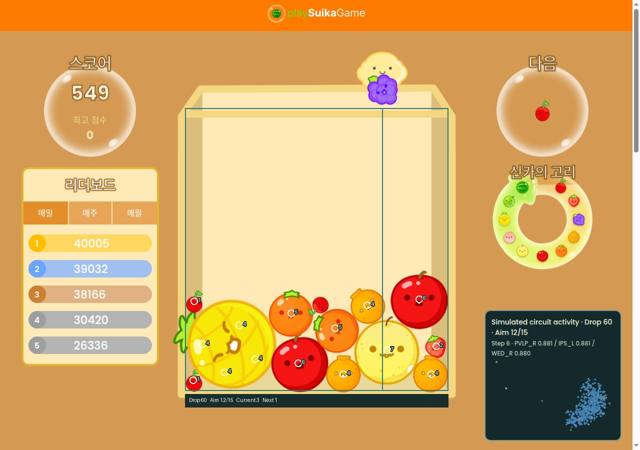 playSuikaGame
스코어
549
최고 점수
0
리더보드
매일
매주
매월
1 40005
2 39032
3 38166
4 30420
5 26336
다음
신카의 고리
Simulated circuit activity · Drop 60
· Aim 12/15
Step 6 · PVLP_R 0.881 / IPS_L 0.881 /
WED_R 0.880
Drop60 Aim 12/15 Current3 Next1